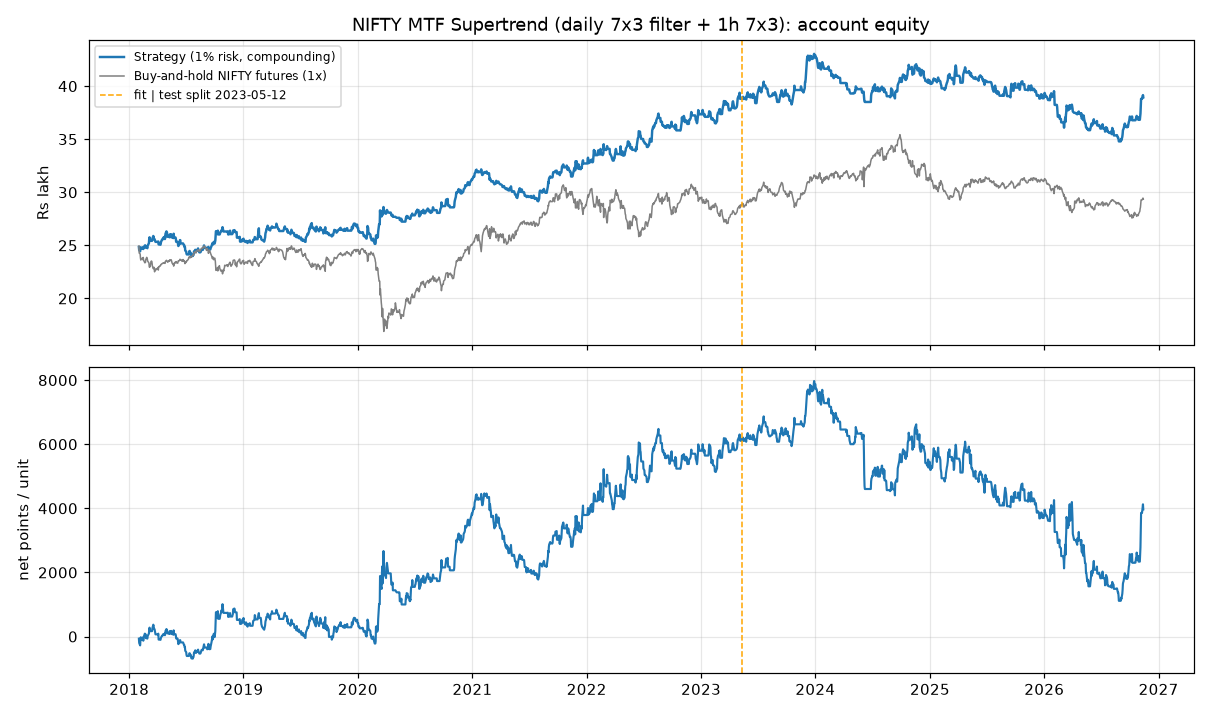 NIFTY MTF Supertrend (daily 7x3 filter + 1h 7x3): account equity
Strategy (1% risk, compounding)
Buy-and-hold NIFTY futures (1x)
fit | test split 2023-05-12
Rs lakh
40
35
30
25
20
net points / unit
8000
6000
4000
2000
0
2018 2019 2020 2021 2022 2023 2024 2025 2026 2027